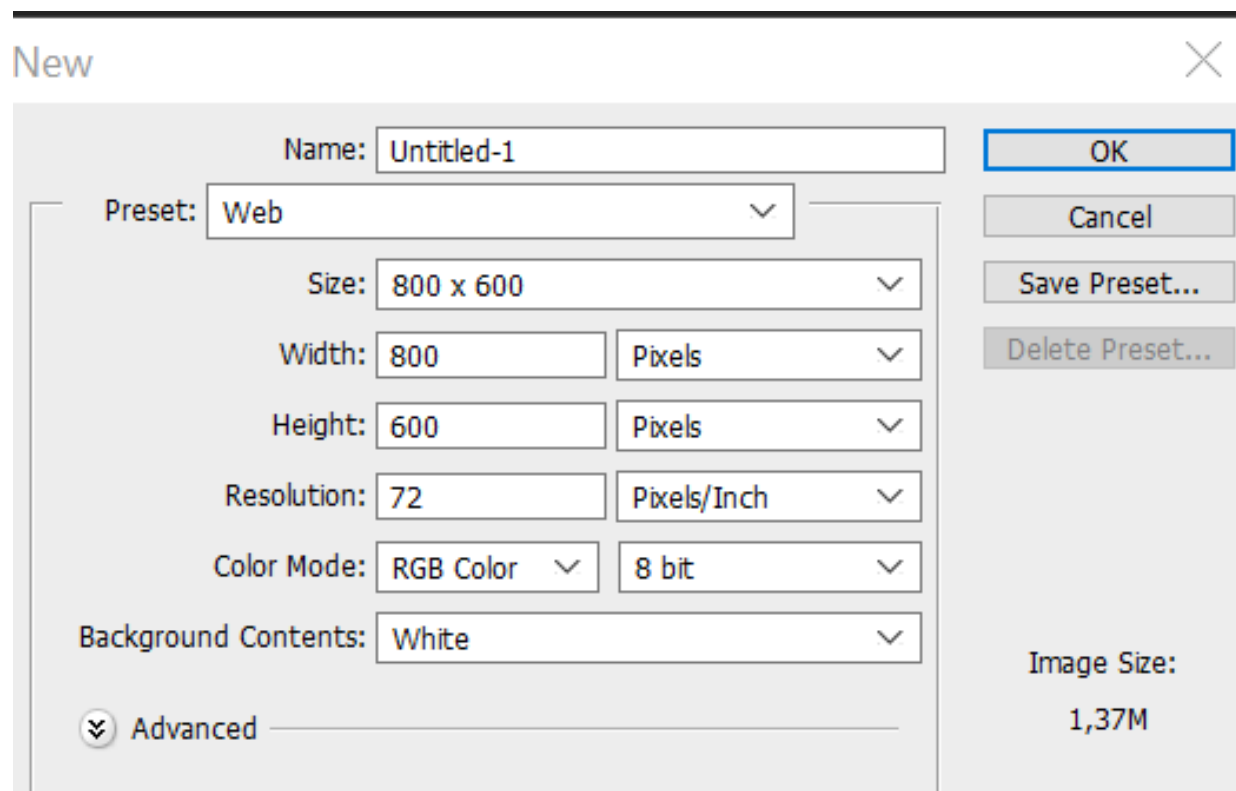 New
Name: Untitled-1
OK
Preset: Web
Cancel
Size: 800 x 600
Save Preset...
Width: 800 Pixels
Delete Preset...
Height: 600 Pixels
Resolution: 72 Pixels/Inch
Color Mode: RGB Color 8 bit
Background Contents: White
Image Size:
1,37M
Advanced